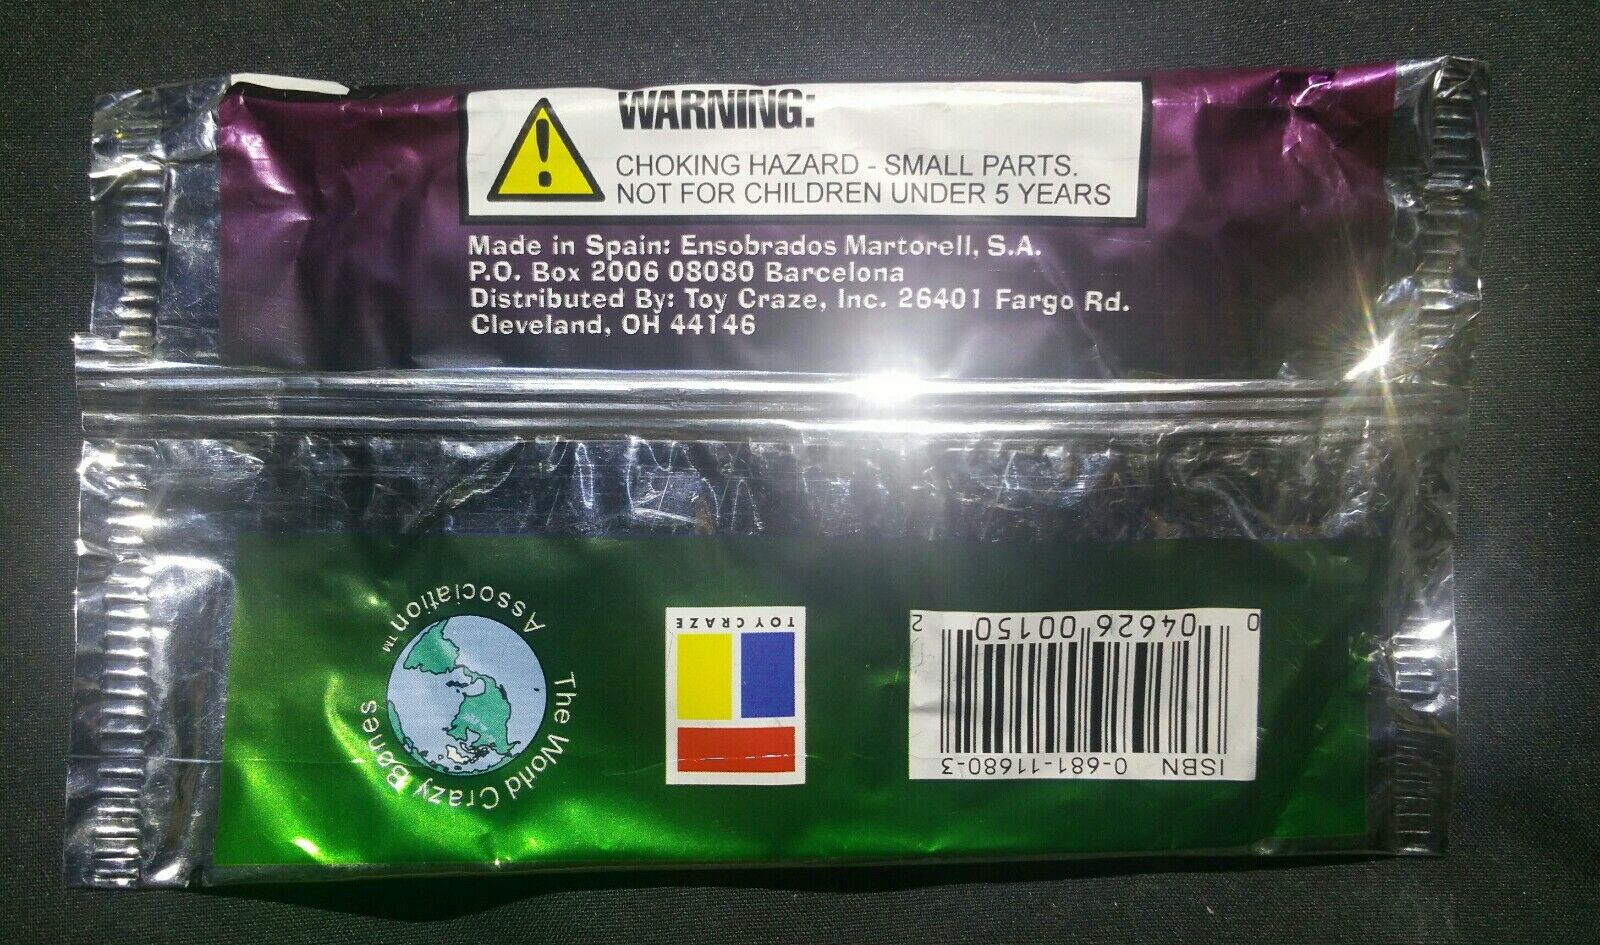 WARNING:
CHOKING HAZARD - SMALL PARTS.
NOT FOR CHILDREN UNDER 5 YEARS
Made in Spain: Ensobrados Martorell, S.A.
P.O. Box 2006 08080 Barcelona
Distributed By: Toy Craze, Inc. 26401 Fargo Rd.
Cleveland, OH 44146
The World Crazy Bones
Association™
TOY CRAZE
ISBN 0-681-11680-3
0 04626 00150 2